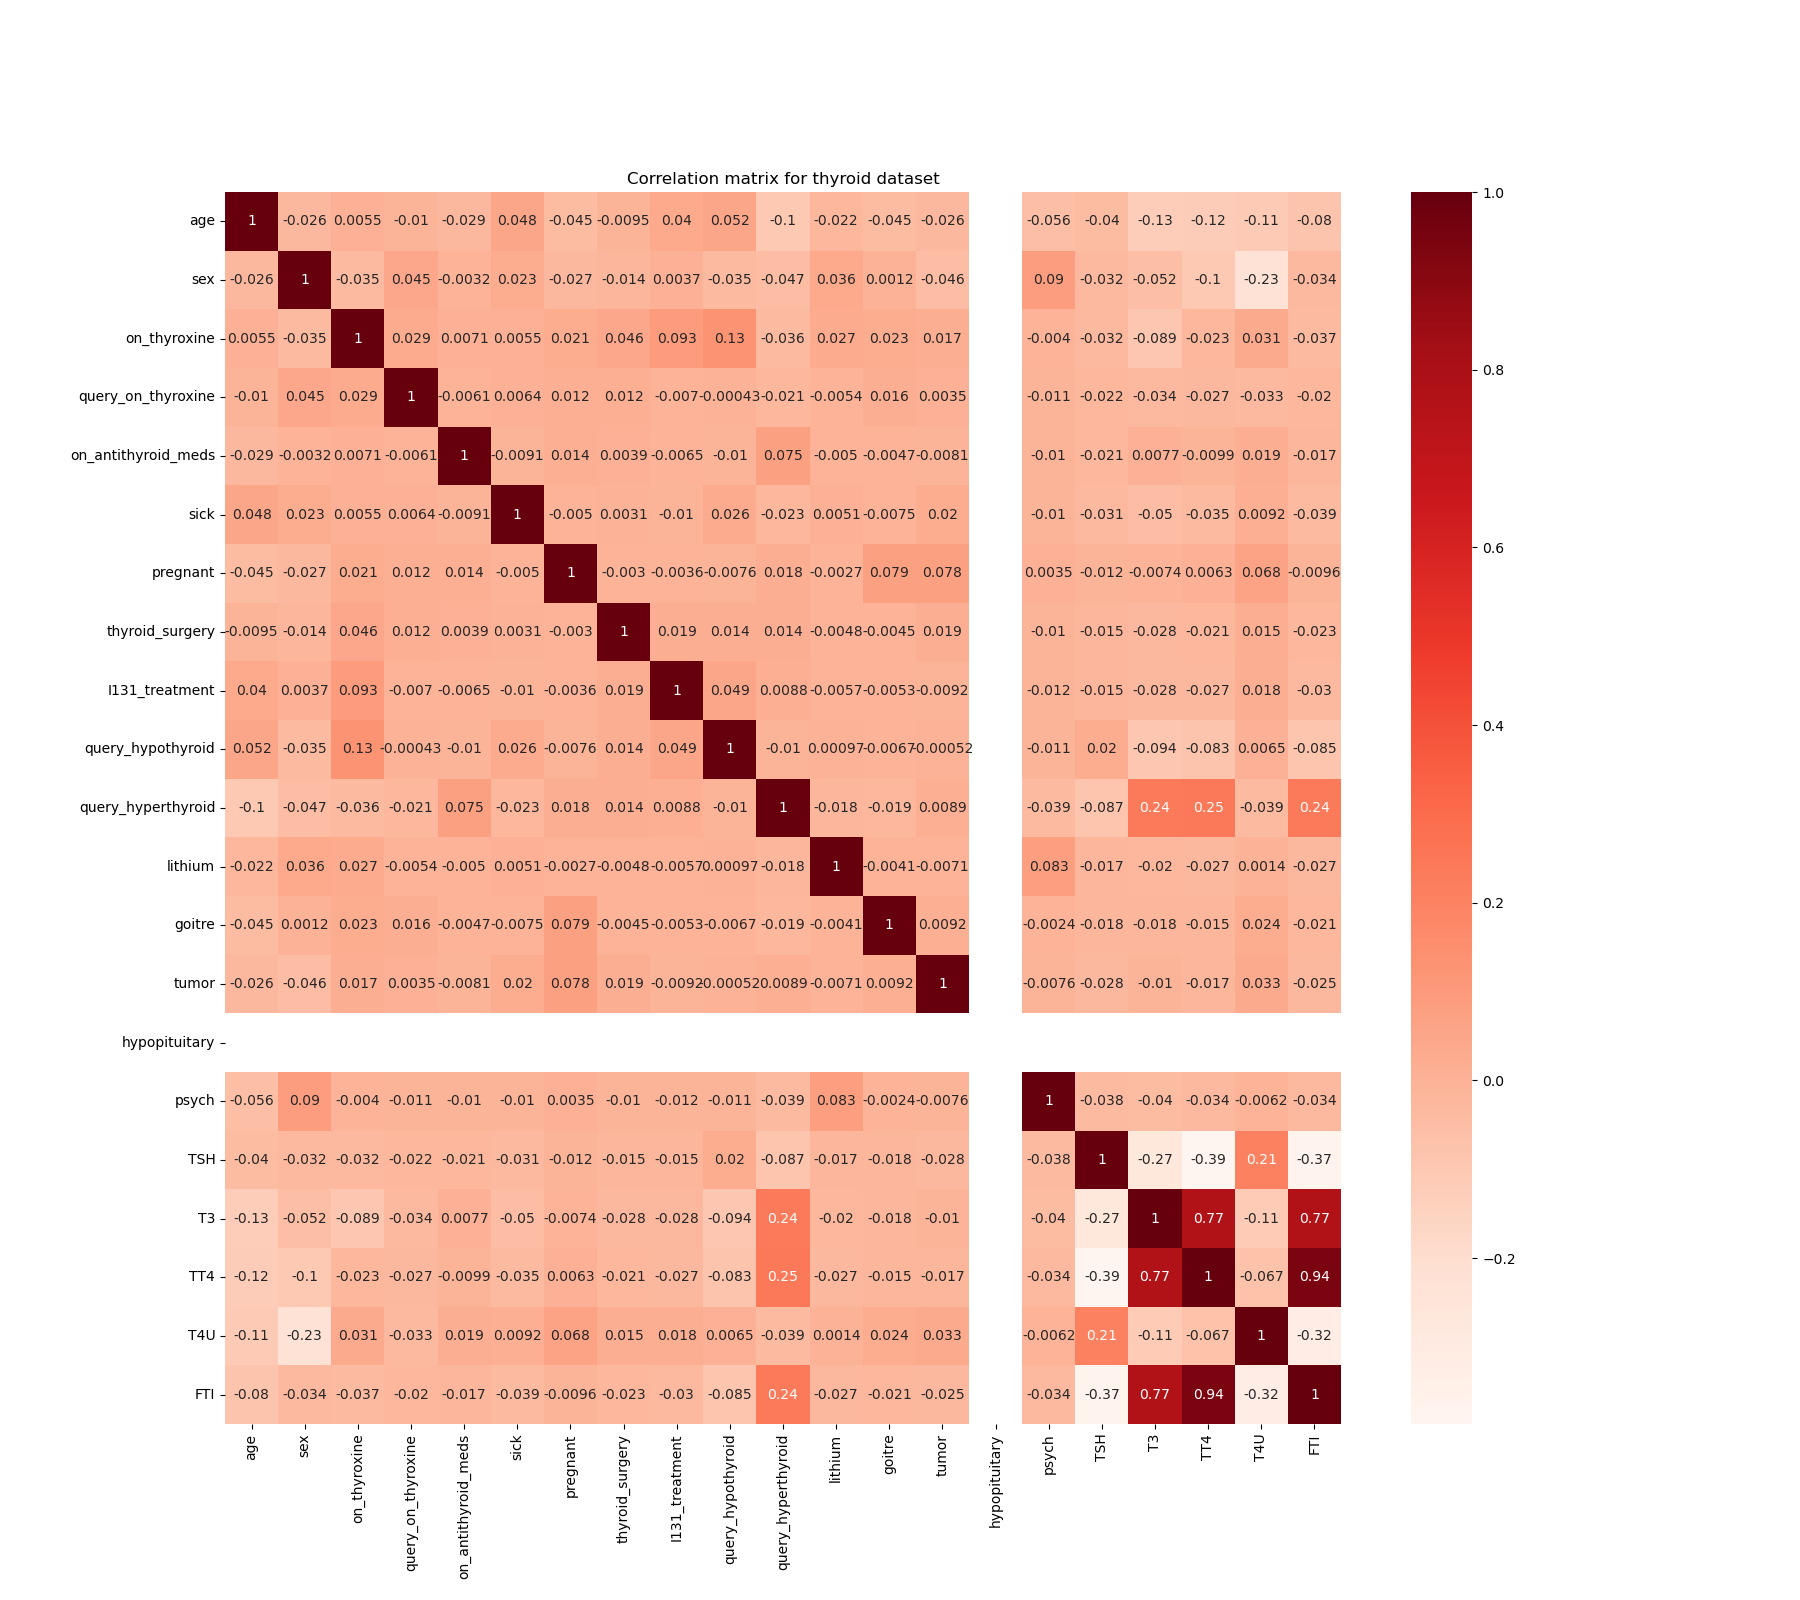 Correlation matrix for thyroid dataset
age 1 -0.026 0.0055 -0.01 -0.029 0.048 -0.045 -0.0095 0.04 0.052 -0.1 -0.022 -0.045 -0.026 -0.056 -0.04 -0.13 -0.12 -0.11 -0.08
sex -0.026 1 -0.035 0.045 -0.0032 0.023 -0.027 -0.014 0.0037 -0.035 -0.047 0.036 0.0012 -0.046 0.09 -0.032 -0.052 -0.1 -0.23 -0.034
on_thyroxine 0.0055 -0.035 1 0.029 0.0071 0.0055 0.021 0.046 0.093 0.13 -0.036 0.027 0.023 0.017 -0.004 -0.032 -0.089 -0.023 0.031 -0.037
query_on_thyroxine -0.01 0.045 0.029 1 -0.0061 0.0064 0.012 0.012 -0.007 -0.00043 -0.021 -0.0054 0.016 0.0035 -0.011 -0.022 -0.034 -0.027 -0.033 -0.02
on_antithyroid_meds -0.029 -0.0032 0.0071 -0.0061 1 -0.0091 0.014 0.0039 -0.0065 -0.01 0.075 -0.005 -0.0047 -0.0081 -0.01 -0.021 0.0077 -0.0099 0.019 -0.017
sick 0.048 0.023 0.0055 0.0064 -0.0091 1 -0.005 0.0031 -0.01 0.026 -0.023 0.0051 -0.0075 0.02 -0.01 -0.031 -0.05 -0.035 0.0092 -0.039
pregnant -0.045 -0.027 0.021 0.012 0.014 -0.005 1 -0.003 -0.0036 -0.0076 0.018 -0.0027 0.079 0.078 0.0035 -0.012 -0.0074 0.0063 0.068 -0.0096
thyroid_surgery -0.0095 -0.014 0.046 0.012 0.0039 0.0031 -0.003 1 0.019 0.014 0.014 -0.0048 -0.0045 0.019 -0.01 -0.015 -0.028 -0.021 0.015 -0.023
I131_treatment 0.04 0.0037 0.093 -0.007 -0.0065 -0.01 -0.0036 0.019 1 0.049 0.0088 -0.0057 -0.0053 -0.0092 -0.012 -0.015 -0.028 -0.027 0.018 -0.03
query_hypothyroid 0.052 -0.035 0.13 -0.00043 -0.01 0.026 -0.0076 0.014 0.049 1 -0.01 0.00097 -0.0067 -0.00052 -0.011 0.02 -0.094 -0.083 0.0065 -0.085
query_hyperthyroid -0.1 -0.047 -0.036 -0.021 0.075 -0.023 0.018 0.014 0.0088 -0.01 1 -0.018 -0.019 0.0089 -0.039 -0.087 0.24 0.25 -0.039 0.24
lithium -0.022 0.036 0.027 -0.0054 -0.005 0.0051 -0.0027 -0.0048 -0.0057 0.00097 -0.018 1 -0.0041 -0.0071 0.083 -0.017 -0.02 -0.027 0.0014 -0.027
goitre -0.045 0.0012 0.023 0.016 -0.0047 -0.0075 0.079 -0.0045 -0.0053 -0.0067 -0.019 -0.0041 1 0.0092 -0.0024 -0.018 -0.018 -0.015 0.024 -0.021
tumor -0.026 -0.046 0.017 0.0035 -0.0081 0.02 0.078 0.019 -0.0092 -0.00052 0.0089 -0.0071 0.0092 1 -0.0076 -0.028 -0.01 -0.017 0.033 -0.025
hypopituitary
psych -0.056 0.09 -0.004 -0.011 -0.01 -0.01 0.0035 -0.01 -0.012 -0.011 -0.039 0.083 -0.0024 -0.0076 1 -0.038 -0.04 -0.034 -0.0062 -0.034
TSH -0.04 -0.032 -0.032 -0.022 -0.021 -0.031 -0.012 -0.015 -0.015 0.02 -0.087 -0.017 -0.018 -0.028 -0.038 1 -0.27 -0.39 0.21 -0.37
T3 -0.13 -0.052 -0.089 -0.034 0.0077 -0.05 -0.0074 -0.028 -0.028 -0.094 0.24 -0.02 -0.018 -0.01 -0.04 -0.27 1 0.77 -0.11 0.77
TT4 -0.12 -0.1 -0.023 -0.027 -0.0099 -0.035 0.0063 -0.021 -0.027 -0.083 0.25 -0.027 -0.015 -0.017 -0.034 -0.39 0.77 1 -0.067 0.94
T4U -0.11 -0.23 0.031 -0.033 0.019 0.0092 0.068 0.015 0.018 0.0065 -0.039 0.0014 0.024 0.033 -0.0062 0.21 -0.11 -0.067 1 -0.32
FTI -0.08 -0.034 -0.037 -0.02 -0.017 -0.039 -0.0096 -0.023 -0.03 -0.085 0.24 -0.027 -0.021 -0.025 -0.034 -0.37 0.77 0.94 -0.32 1
age sex on_thyroxine query_on_thyroxine on_antithyroid_meds sick pregnant thyroid_surgery I131_treatment query_hypothyroid query_hyperthyroid lithium goitre tumor hypopituitary psych TSH T3 TT4 T4U FTI
1.0
0.8
0.6
0.4
0.2
0.0
−0.2